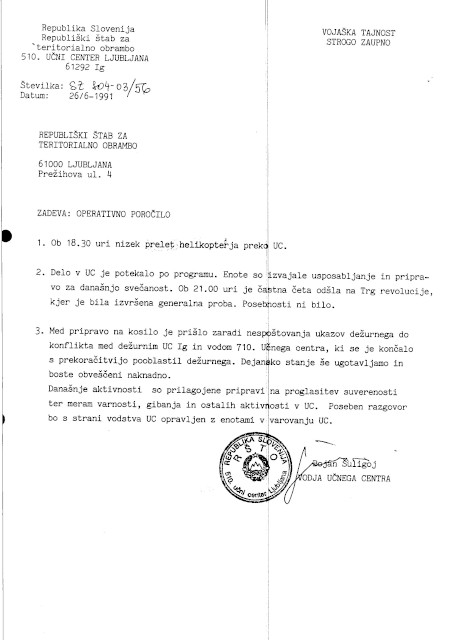 Republika Slovenija
Republiški štab za
teritorialno obrambo
510. UČNI CENTER LJUBLJANA
61292 Ig
VOJAŠKA TAJNOST
STROGO ZAUPNO
Številka: SZ 804-03/56
Datum: 26/6-1991
REPUBLIŠKI ŠTAB ZA
TERITORIALNO OBRAMBO
61000 LJUBLJANA
Prežihova ul. 4
ZADEVA: OPERATIVNO POROČILO
1. Ob 18.30 uri nizek prelet helikopterja preko UC.
2. Delo v UC je potekalo po programu. Enote so izvajale usposabljanje in pripra-
vo za današnjo svečanost. Ob 21.00 uri je častna četa odšla na Trg revolucije,
kjer je bila izvršena generalna proba. Posebnosti ni bilo.
3. Med pripravo na kosilo je prišlo zaradi nespoštovanja ukazov dežurnega do
konflikta med dežurnim UC Ig in vodom 710. Učnega centra, ki se je končalo
s prekoračitvijo pooblastil dežurnega. Dejansko stanje še ugotavljamo in
boste obveščeni naknadno.
Današnje aktivnosti so prilagojene pripravi na proglasitev suverenosti
ter meram varnosti, gibanja in ostalih aktivnosti v UC. Poseben razgovor
bo s strani vodstva UC opravljen z enotami v varovanju UC.
REPUBLIKA SLOVENIJA
RŠTO
510. učni center Ljubljana
Bojan Šuligoj
VODJA UČNEGA CENTRA